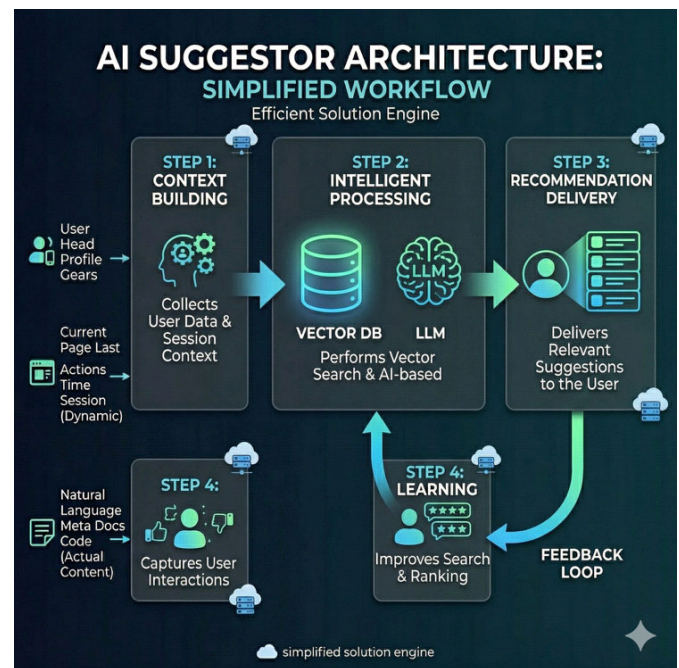 AI SUGGESTOR ARCHITECTURE:
SIMPLIFIED WORKFLOW
Efficient Solution Engine
User
Head
Profile
Gears
Current
Page Last
Actions
Time
Session
(Dynamic)
STEP 1:
CONTEXT
BUILDING
Collects
User Data &
Session
Context
STEP 2:
INTELLIGENT
PROCESSING
LLM
VECTOR DB
LLM
Performs Vector
Search & AI-based
STEP 3:
RECOMMENDATION
DELIVERY
Delivers
Relevant
Suggestions
to the User
Natural
Language
Meta Docs
Code
(Actual
Content)
STEP 4:
Captures User
Interactions
STEP 4:
LEARNING
Improves Search
& Ranking
FEEDBACK
LOOP
simplified solution engine